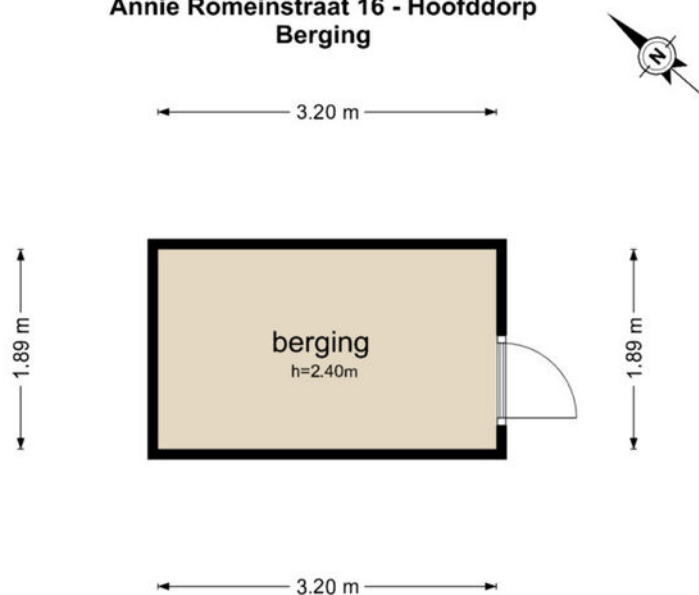 Annie Romeinstraat 16 - Hoofddorp
Berging
N
3.20 m
1.89 m
berging
h=2.40m
1.89 m
3.20 m